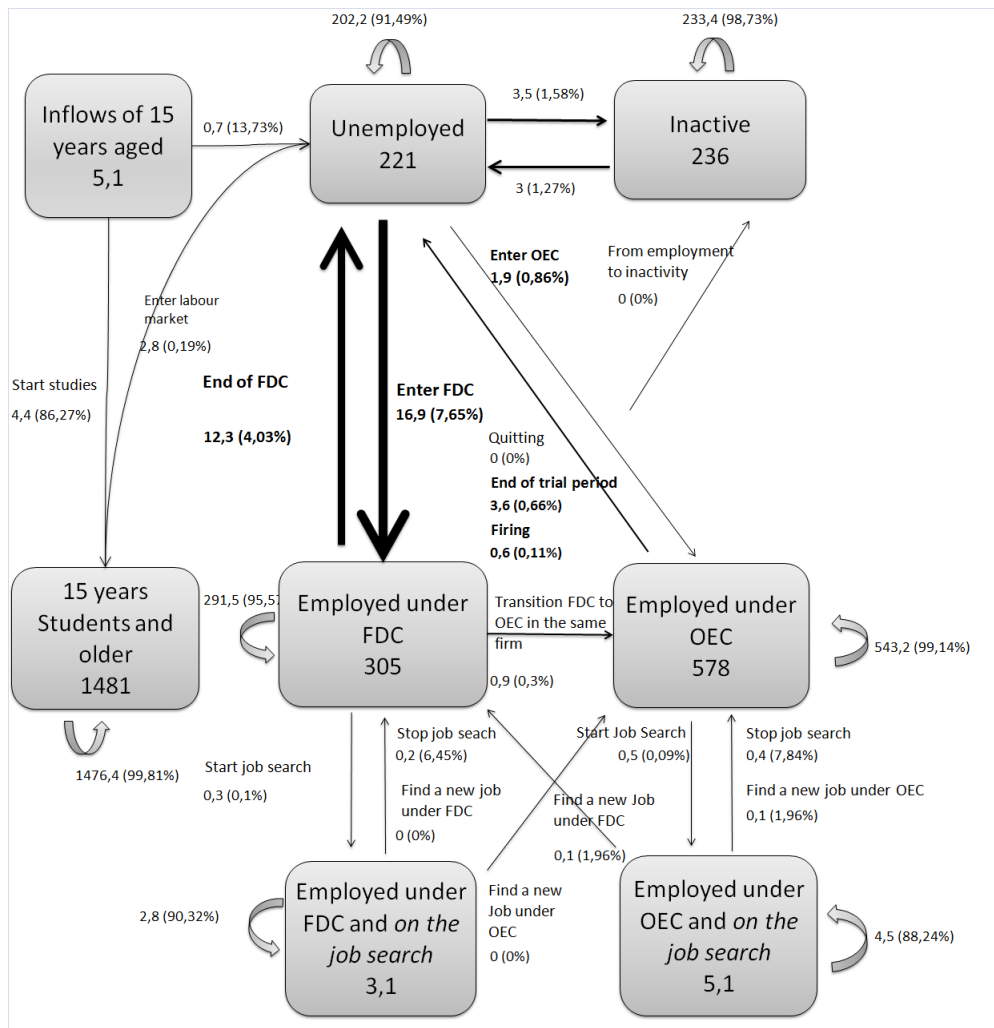 202,2 (91,49%)
233,4 (98,73%)
Inflows of 15
years aged
5,1
0,7 (13,73%)
Unemployed
221
3,5 (1,58%)
3 (1,27%)
Inactive
236
Enter OEC
1,9 (0,86%)
From employment
to inactivity
0 (0%)
Enter labour
market
2,8 (0,19%)
Start studies
4,4 (86,27%)
End of FDC
12,3 (4,03%)
Enter FDC
16,9 (7,65%)
Quitting
0 (0%)
End of trial period
3,6 (0,66%)
Firing
0,6 (0,11%)
15 years
Students and
older
1481
291,5 (95,57
Employed under
FDC
305
Transition FDC to
OEC in the same
firm
0,9 (0,3%)
Employed under
OEC
578
543,2 (99,14%)
1476,4 (99,81%)
Start job search
0,3 (0,1%)
Stop job seach
0,2 (6,45%)
Find a new job
under FDC
0 (0%)
Start Job Search
0,5 (0,09%)
Find a new Job
under FDC
0,1 (1,96%)
Stop job search
0,4 (7,84%)
Find a new job under OEC
0,1 (1,96%)
2,8 (90,32%)
Employed under
FDC and on the
job search
3,1
Find a new
Job under
OEC
0 (0%)
Employed under
OEC and on the
job search
5,1
4,5 (88,24%)